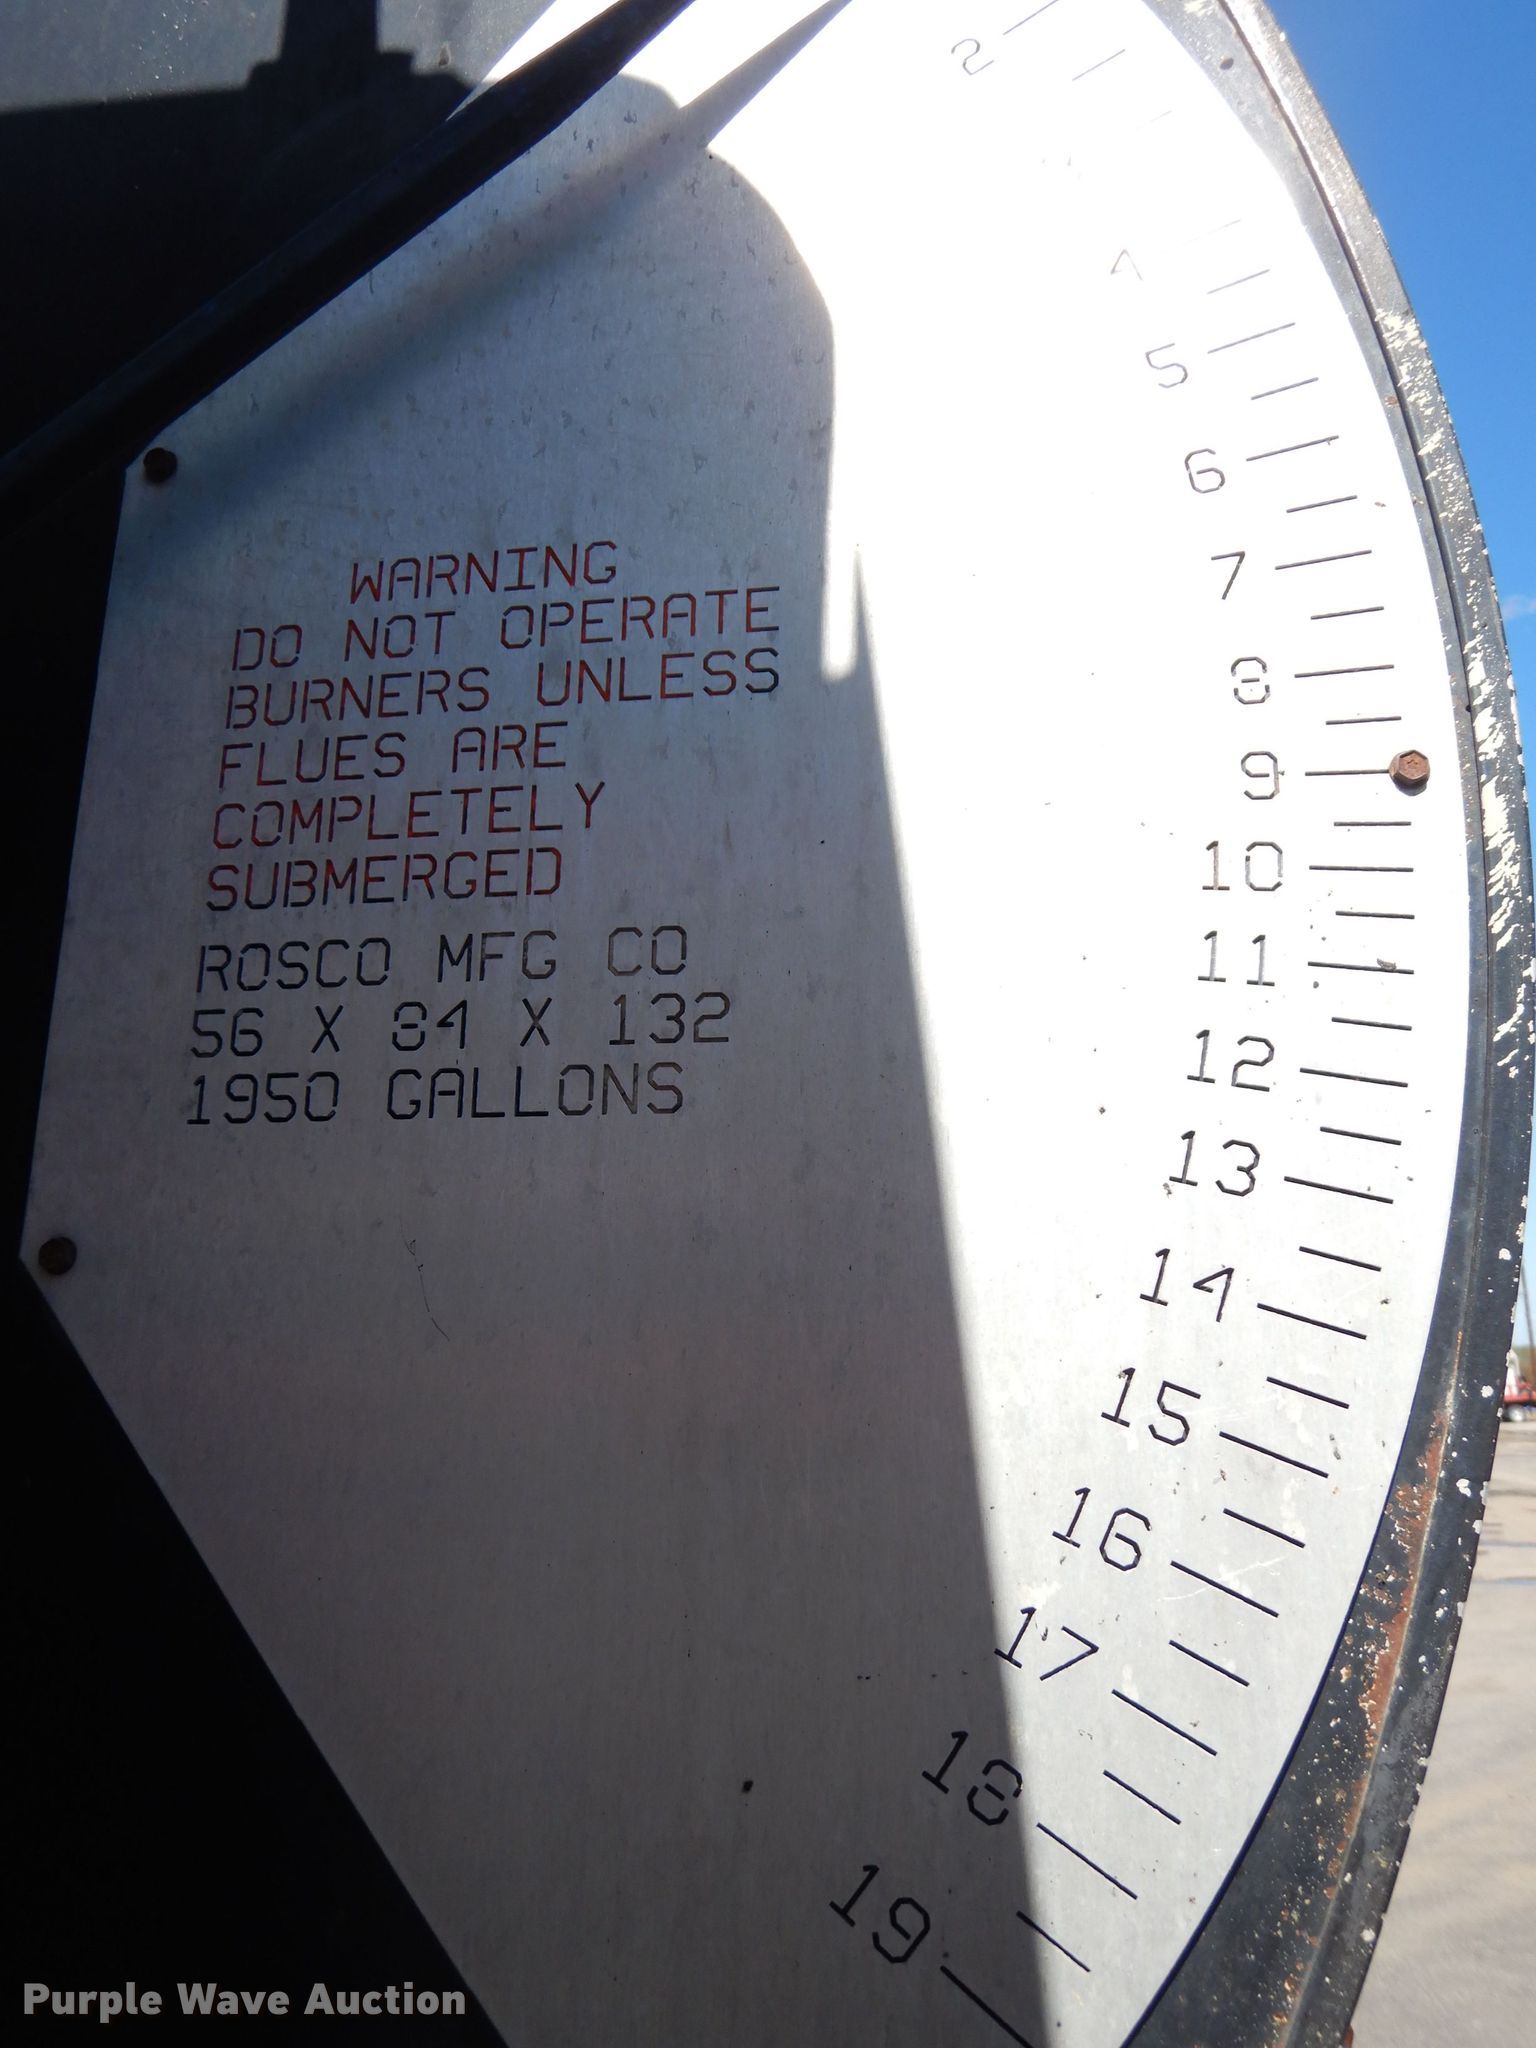 WARNING
DO NOT OPERATE
BURNERS UNLESS
FLUES ARE
COMPLETELY
SUBMERGED
ROSCO MFG CO
56 X 84 X 132
1950 GALLONS
2
4
5
6
7
8
9
10
11
12
13
14
15
16
17
18
19
Purple Wave Auction